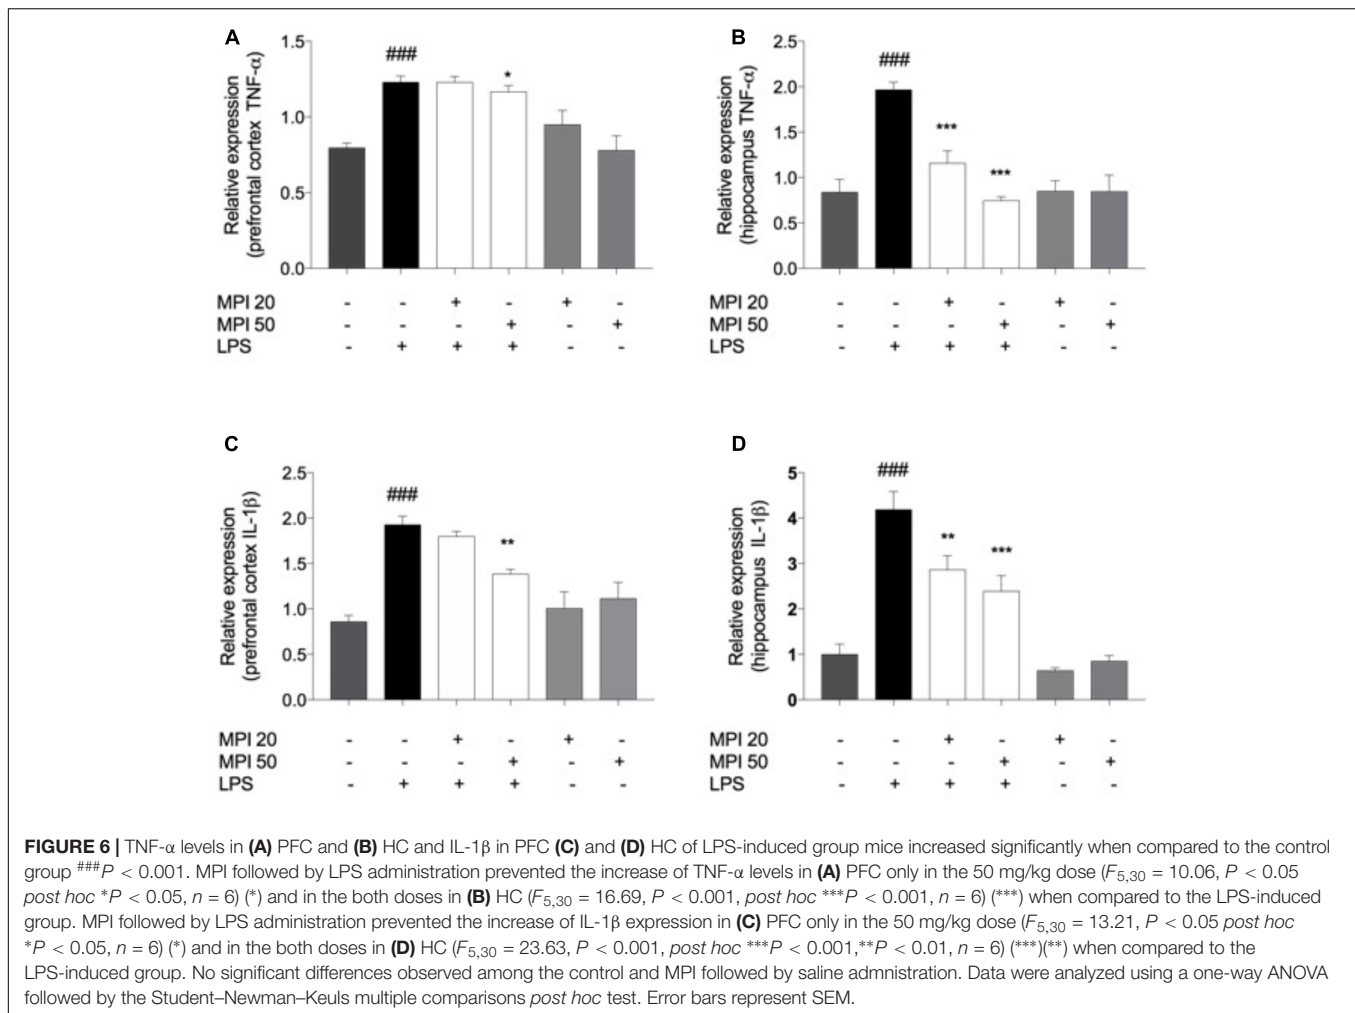 A
Relative expression
(prefrontal cortex TNF-α)
1.5
1.0
0.5
0.0
###
*
MPI 20 - - + - + -
MPI 50 - - - + - +
LPS - + + + - -
B
Relative expression
(hippocampus TNF-α)
2.5
2.0
1.5
1.0
0.5
0.0
###
***
***
MPI 20 - - + - + -
MPI 50 - - - + - +
LPS - + + + - -
C
Relative expression
(prefrontal cortex IL-1β)
2.5
2.0
1.5
1.0
0.5
0.0
###
**
MPI 20 - - + - + -
MPI 50 - - - + - +
LPS - + + + - -
D
Relative expression
(hippocampus IL-1β)
5
4
3
2
1
0
###
**
***
MPI 20 - - + - + -
MPI 50 - - - + - +
LPS - + + + - -
FIGURE 6 | TNF-α levels in (A) PFC and (B) HC and IL-1β in PFC (C) and (D) HC of LPS-induced group mice increased significantly when compared to the control
group ###P < 0.001. MPI followed by LPS administration prevented the increase of TNF-α levels in (A) PFC only in the 50 mg/kg dose (F5,30 = 10.06, P < 0.05
post hoc *P < 0.05, n = 6) (*) and in the both doses in (B) HC (F5,30 = 16.69, P < 0.001, post hoc ***P < 0.001, n = 6) (***) when compared to the LPS-induced
group. MPI followed by LPS administration prevented the increase of IL-1β expression in (C) PFC only in the 50 mg/kg dose (F5,30 = 13.21, P < 0.05 post hoc
*P < 0.05, n = 6) (*) and in the both doses in (D) HC (F5,30 = 23.63, P < 0.001, post hoc ***P < 0.001,**P < 0.01, n = 6) (***)(**) when compared to the
LPS-induced group. No significant differences observed among the control and MPI followed by saline admnistration. Data were analyzed using a one-way ANOVA
followed by the Student–Newman–Keuls multiple comparisons post hoc test. Error bars represent SEM.